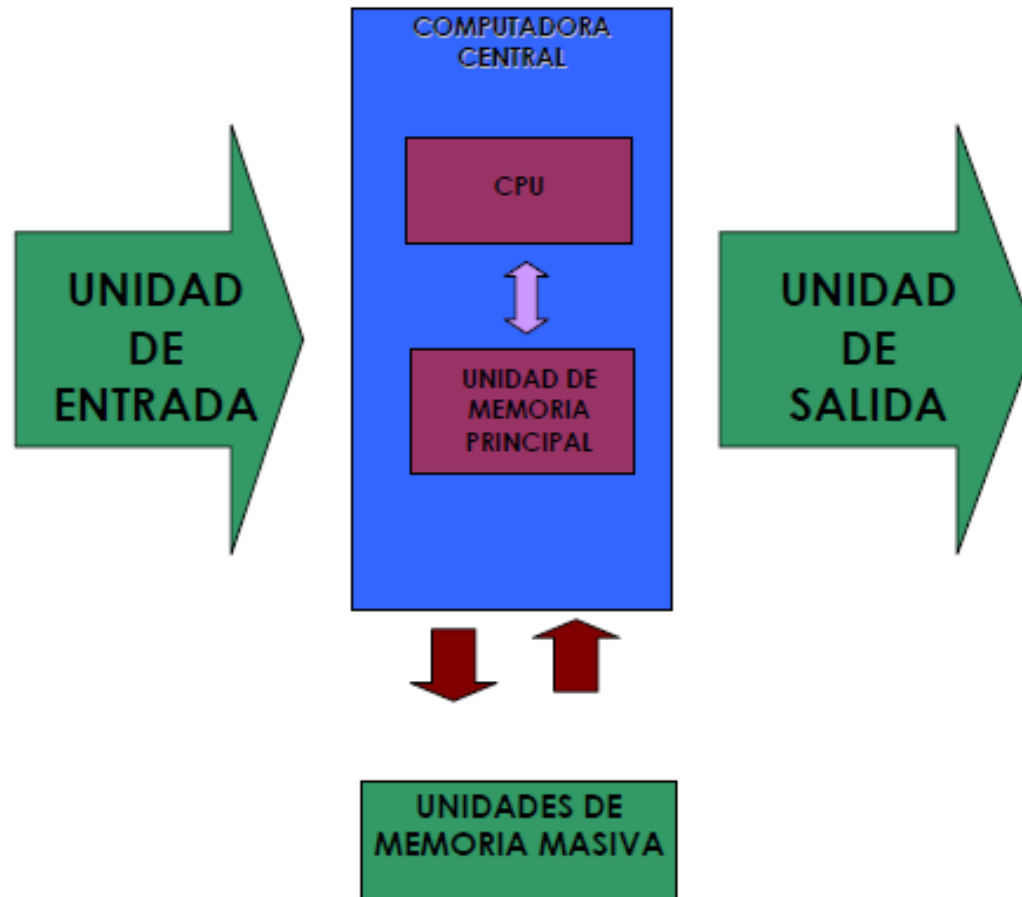 COMPUTADORA
CENTRAL
CPU
UNIDAD
DE
ENTRADA
UNIDAD DE
MEMORIA
PRINCIPAL
UNIDAD
DE
SALIDA
UNIDADES DE
MEMORIA MASIVA